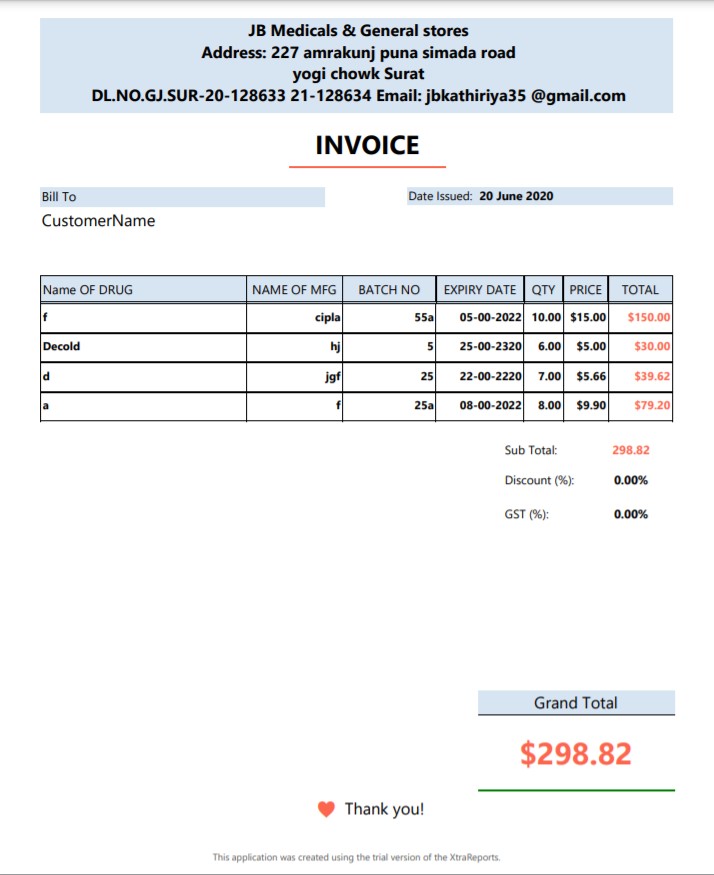 JB Medicals & General stores
Address: 227 amrakunj puna simada road
yogi chowk Surat
DL.NO.GJ.SUR-20-128633 21-128634 Email: jbkathiriya35 @gmail.com
INVOICE
Bill To
Date Issued: 20 June 2020
CustomerName
Name OF DRUG NAME OF MFG BATCH NO EXPIRY DATE QTY PRICE TOTAL
f cipla 55a 05-00-2022 10.00 $15.00 $150.00
Decold hj 5 25-00-2320 6.00 $5.00 $30.00
d jgf 25 22-00-2220 7.00 $5.66 $39.62
a f 25a 08-00-2022 8.00 $9.90 $79.20
Sub Total: 298.82
Discount (%): 0.00%
GST (%): 0.00%
Grand Total
$298.82
Thank you!
This application was created using the trial version of the XtraReports.